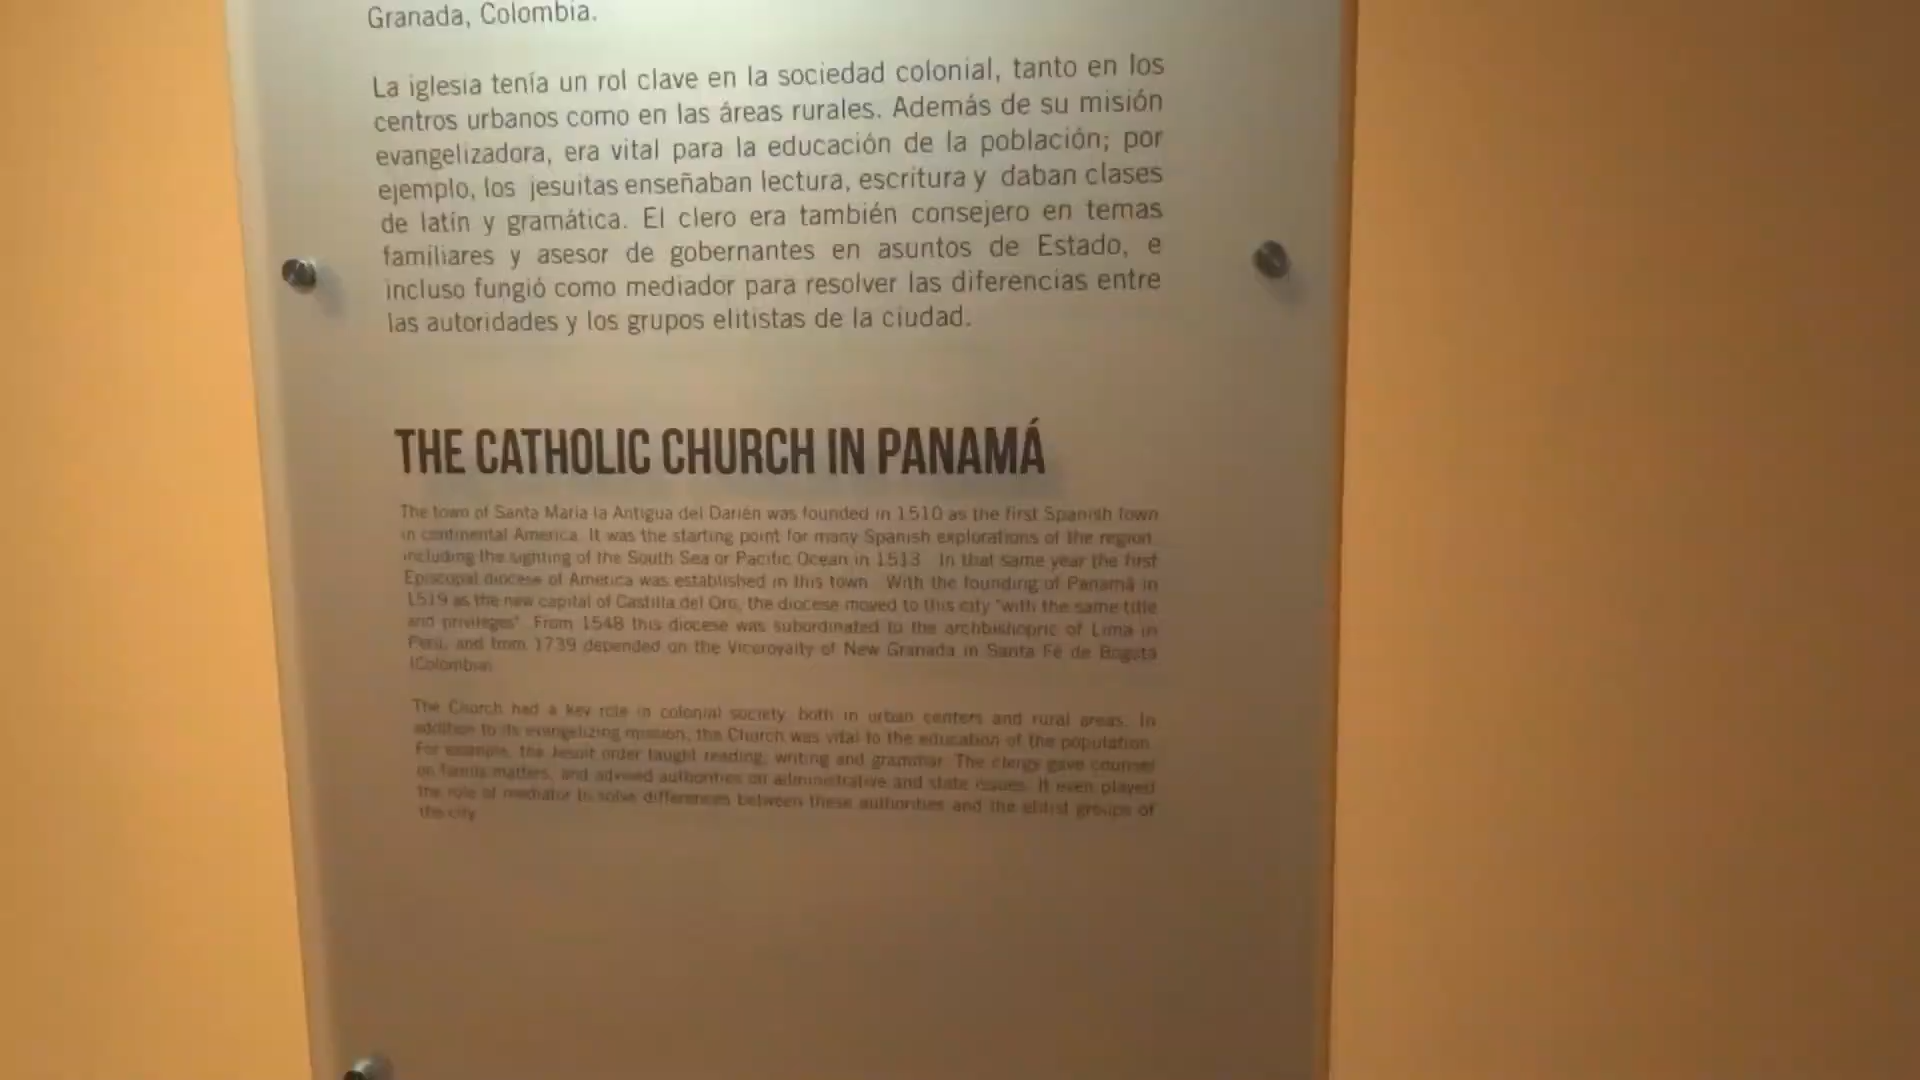 Granada, Colombia.
La iglesia tenía un rol clave en la sociedad colonial, tanto en los
centros urbanos como en las áreas rurales. Además de su misión
evangelizadora, era vital para la educación de la población; por
ejemplo, los jesuitas enseñaban lectura, escritura y daban clases
de latín y gramática. El clero era también consejero en temas
familiares y asesor de gobernantes en asuntos de Estado, e
incluso fungió como mediador para resolver las diferencias entre
las autoridades y los grupos elitistas de la ciudad.
THE CATHOLIC CHURCH IN PANAMÁ
The town of Santa María la Antigua del Darién was founded in 1510 as the first Spanish town
in continental America. It was the starting point for many Spanish explorations of the region,
including the sighting of the South Sea or Pacific Ocean in 1513. In that same year the first
Episcopal diocese of America was established in this town. With the founding of Panamá in
1519 as the new capital of Castilla del Oro, the diocese moved to this city "with the same title
and privileges". From 1548 this diocese was subordinated to the archbishopric of Lima in
Peru, and from 1739 depended on the Viceroyalty of New Granada in Santa Fé de Bogotá
(Colombia).
The Church had a key role in colonial society, both in urban centers and rural areas. In
addition to its evangelizing mission, the Church was vital to the education of the population.
For example, the Jesuit order taught reading, writing and grammar. The clergy gave counsel
on family matters, and advised authorities on administrative and state issues. It even played
the role of mediator to solve differences between these authorities and the elitist groups of
the city.